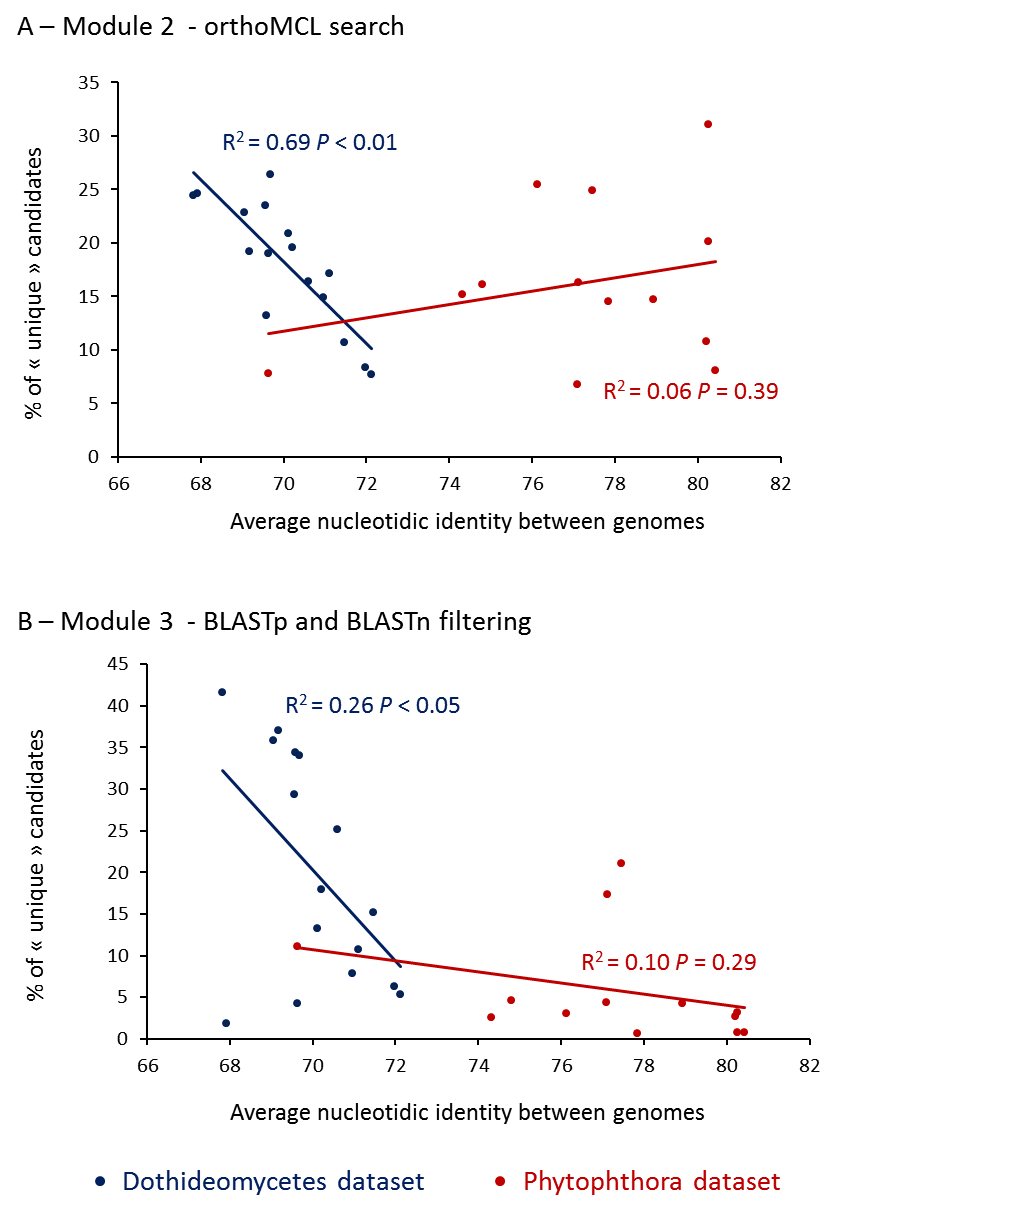 A – Module 2 - orthoMCL search
35
30
25
20
15
10
5
0
% of « unique » candidates
R² = 0.69 P < 0.01
R² = 0.06 P = 0.39
66 68 70 72 74 76 78 80 82
Average nucleotidic identity between genomes
B – Module 3 - BLASTp and BLASTn filtering
45
40
35
30
25
20
15
10
5
0
% of « unique » candidates
R² = 0.26 P < 0.05
R² = 0.10 P = 0.29
66 68 70 72 74 76 78 80 82
Average nucleotidic identity between genomes
Dothideomycetes dataset Phytophthora dataset